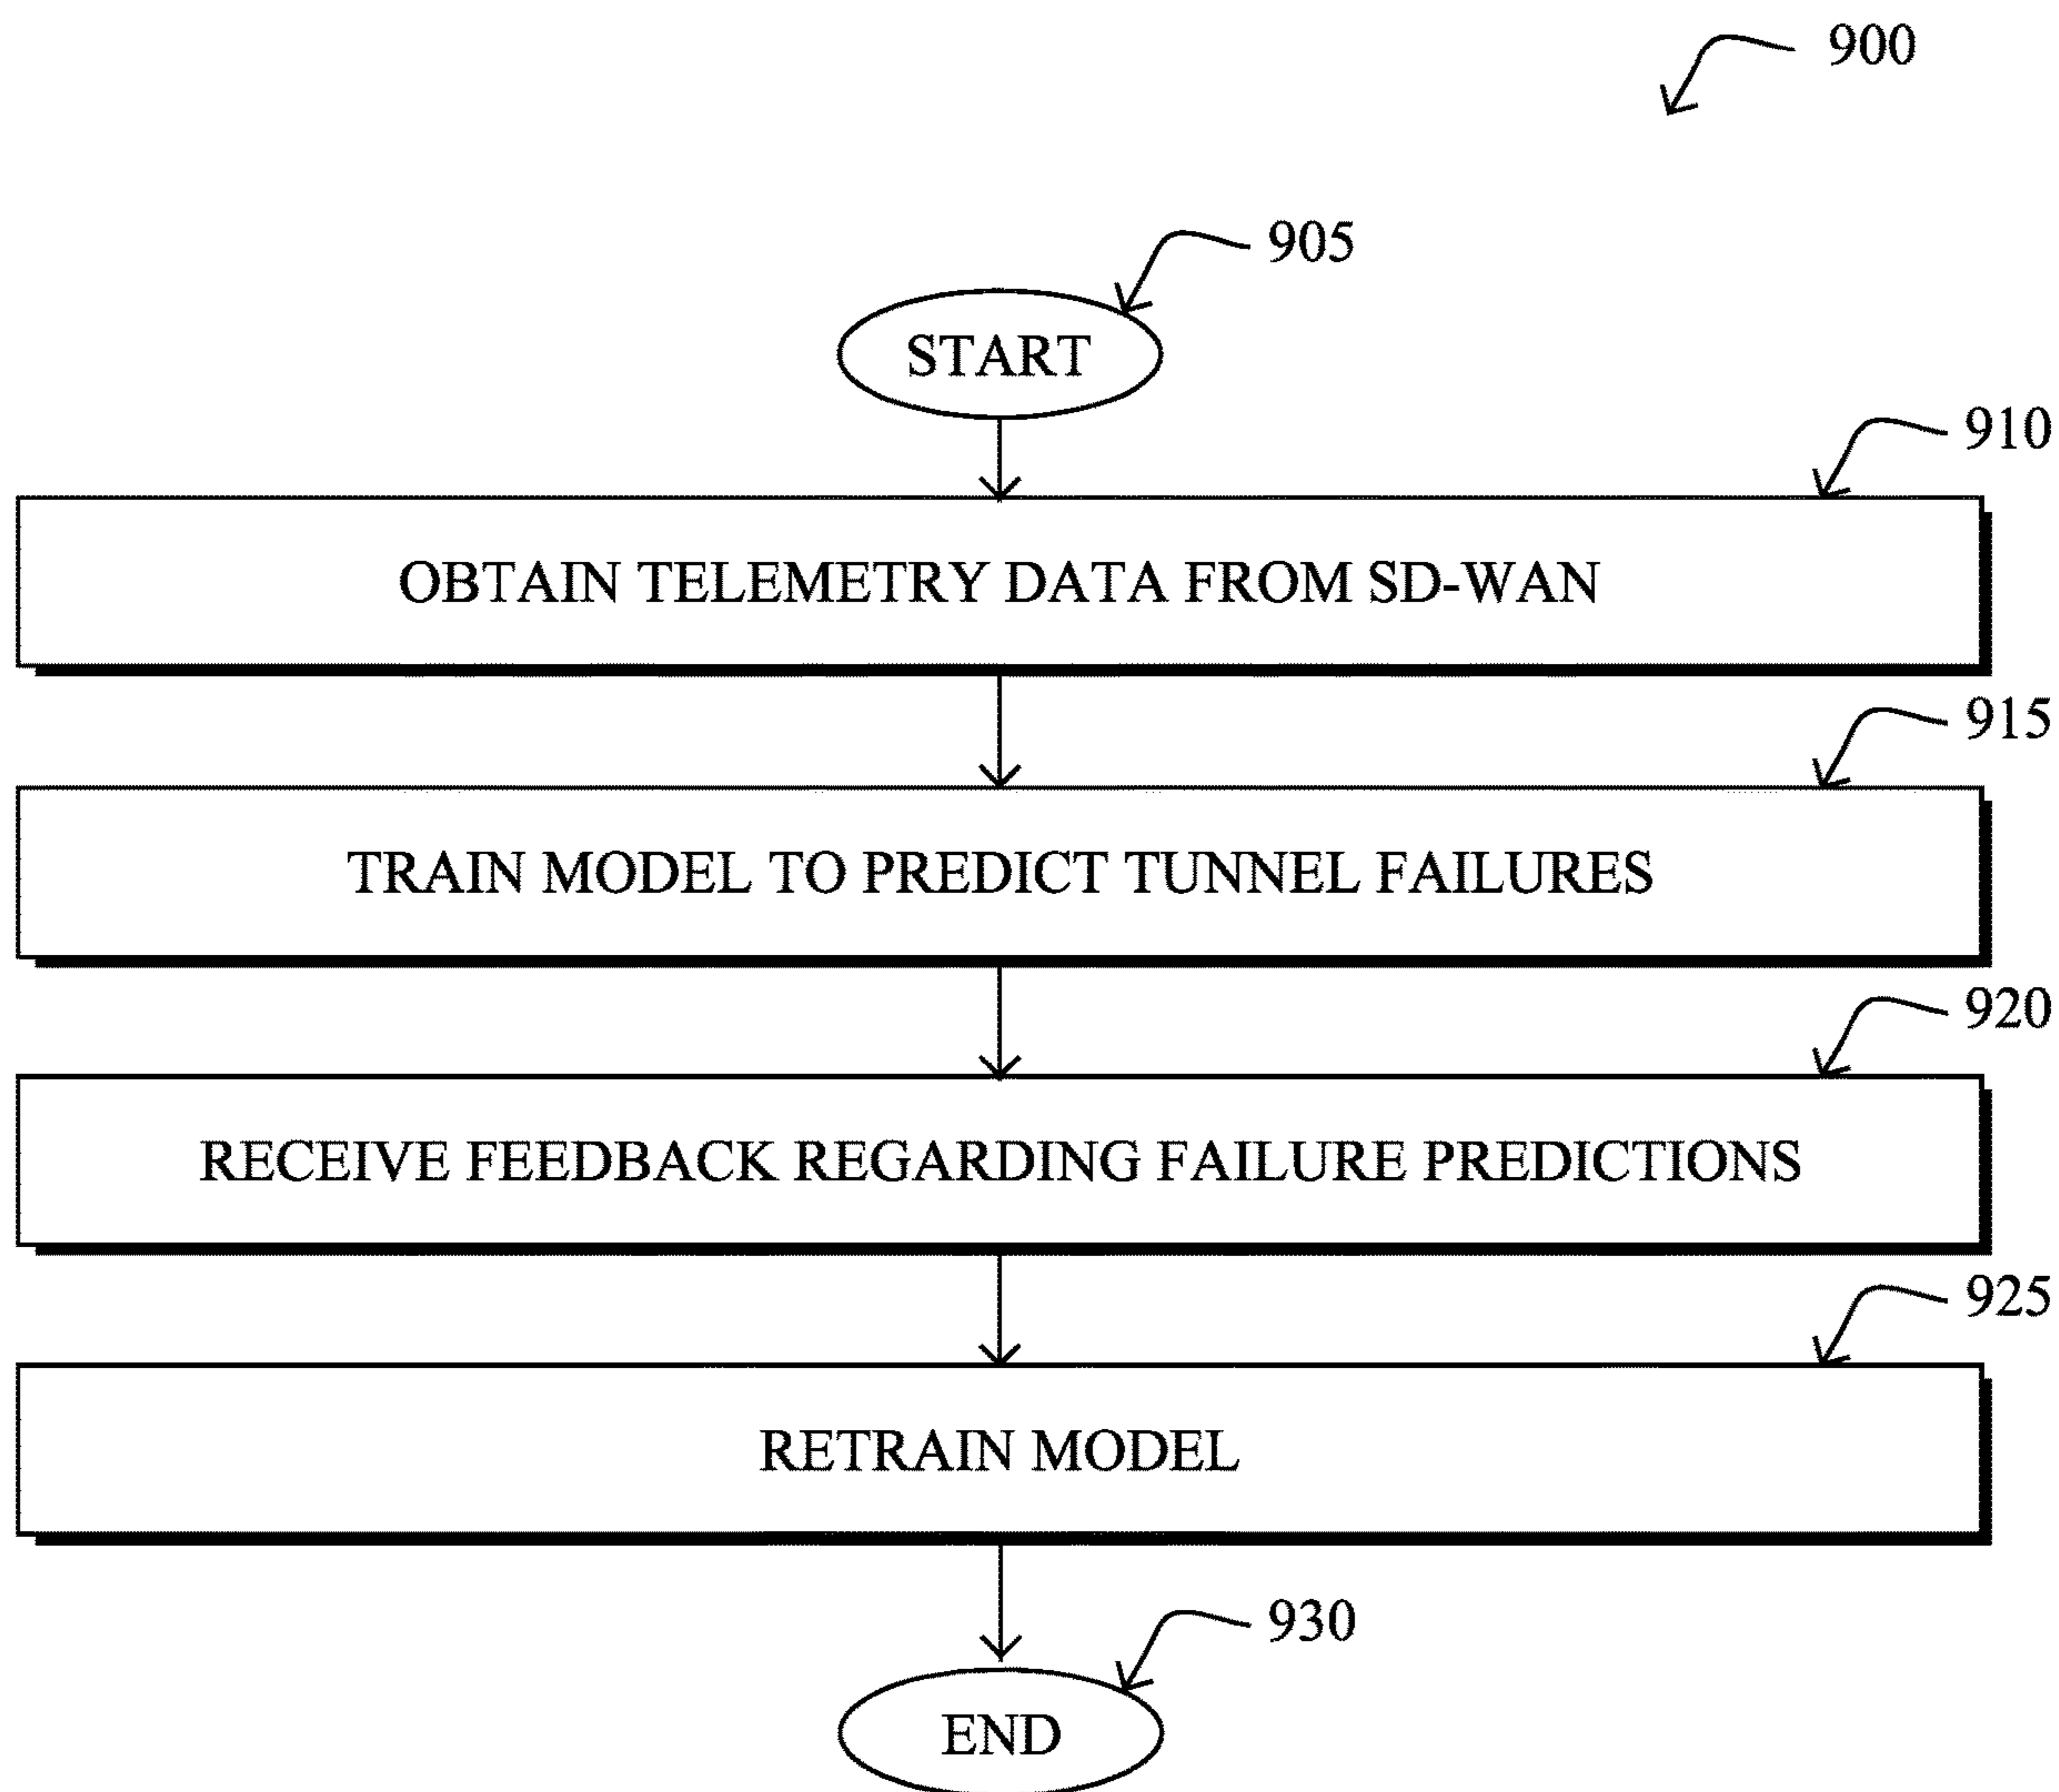 900
905
START
910
OBTAIN TELEMETRY DATA FROM SD-WAN
915
TRAIN MODEL TO PREDICT TUNNEL FAILURES
920
RECEIVE FEEDBACK REGARDING FAILURE PREDICTIONS
925
RETRAIN MODEL
930
END